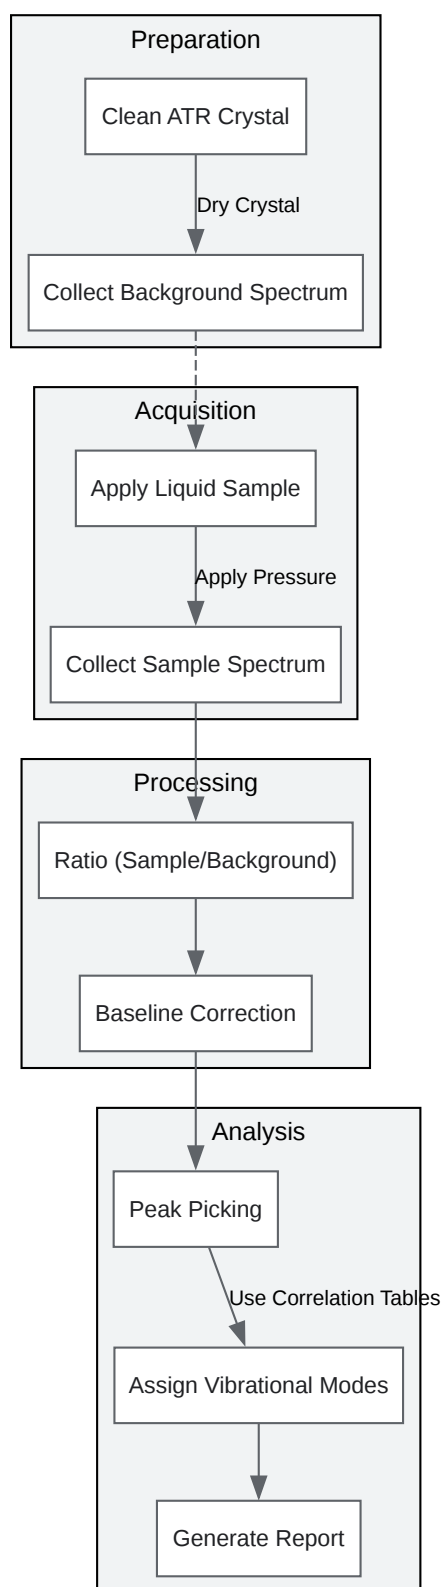 Preparation
Clean ATR Crystal
Dry Crystal
Collect Background Spectrum
Acquisition
Apply Liquid Sample
Apply Pressure
Collect Sample Spectrum
Processing
Ratio (Sample/Background)
Baseline Correction
Analysis
Peak Picking
Use Correlation Tables
Assign Vibrational Modes
Generate Report